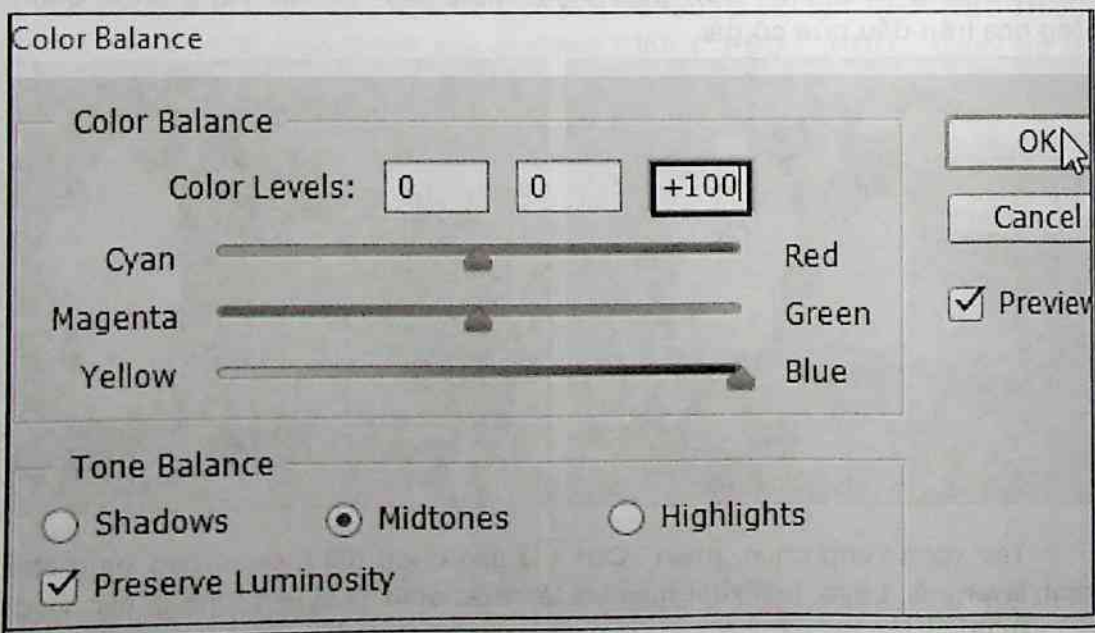 Color Balance
Color Balance
Color Levels: 0 0 +100
OK
Cancel
Cyan Red
Magenta Green
Preview
Yellow Blue
Tone Balance
Shadows Midtones Highlights
Preserve Luminosity